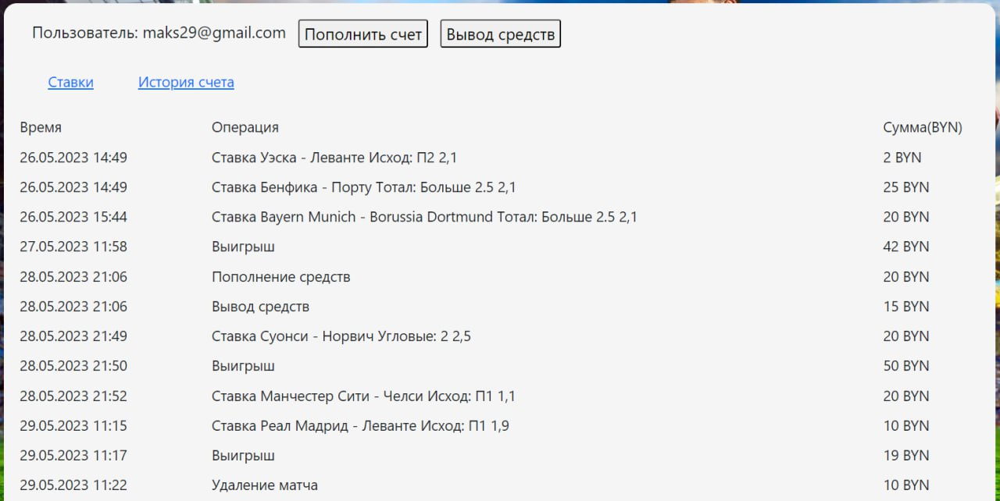 Пользователь: maks29@gmail.com Пополнить счет Вывод средств
Ставки История счета
Время Операция Сумма(BYN)
26.05.2023 14:49 Ставка Уэска - Леванте Исход: П2 2,1 2 BYN
26.05.2023 14:49 Ставка Бенфика - Порту Тотал: Больше 2.5 2,1 25 BYN
26.05.2023 15:44 Ставка Bayern Munich - Borussia Dortmund Тотал: Больше 2.5 2,1 20 BYN
27.05.2023 11:58 Выигрыш 42 BYN
28.05.2023 21:06 Пополнение средств 20 BYN
28.05.2023 21:06 Вывод средств 15 BYN
28.05.2023 21:49 Ставка Суонси - Норвич Угловые: 2 2,5 20 BYN
28.05.2023 21:50 Выигрыш 50 BYN
28.05.2023 21:52 Ставка Манчестер Сити - Челси Исход: П1 1,1 20 BYN
29.05.2023 11:15 Ставка Реал Мадрид - Леванте Исход: П1 1,9 10 BYN
29.05.2023 11:17 Выигрыш 19 BYN
29.05.2023 11:22 Удаление матча 10 BYN